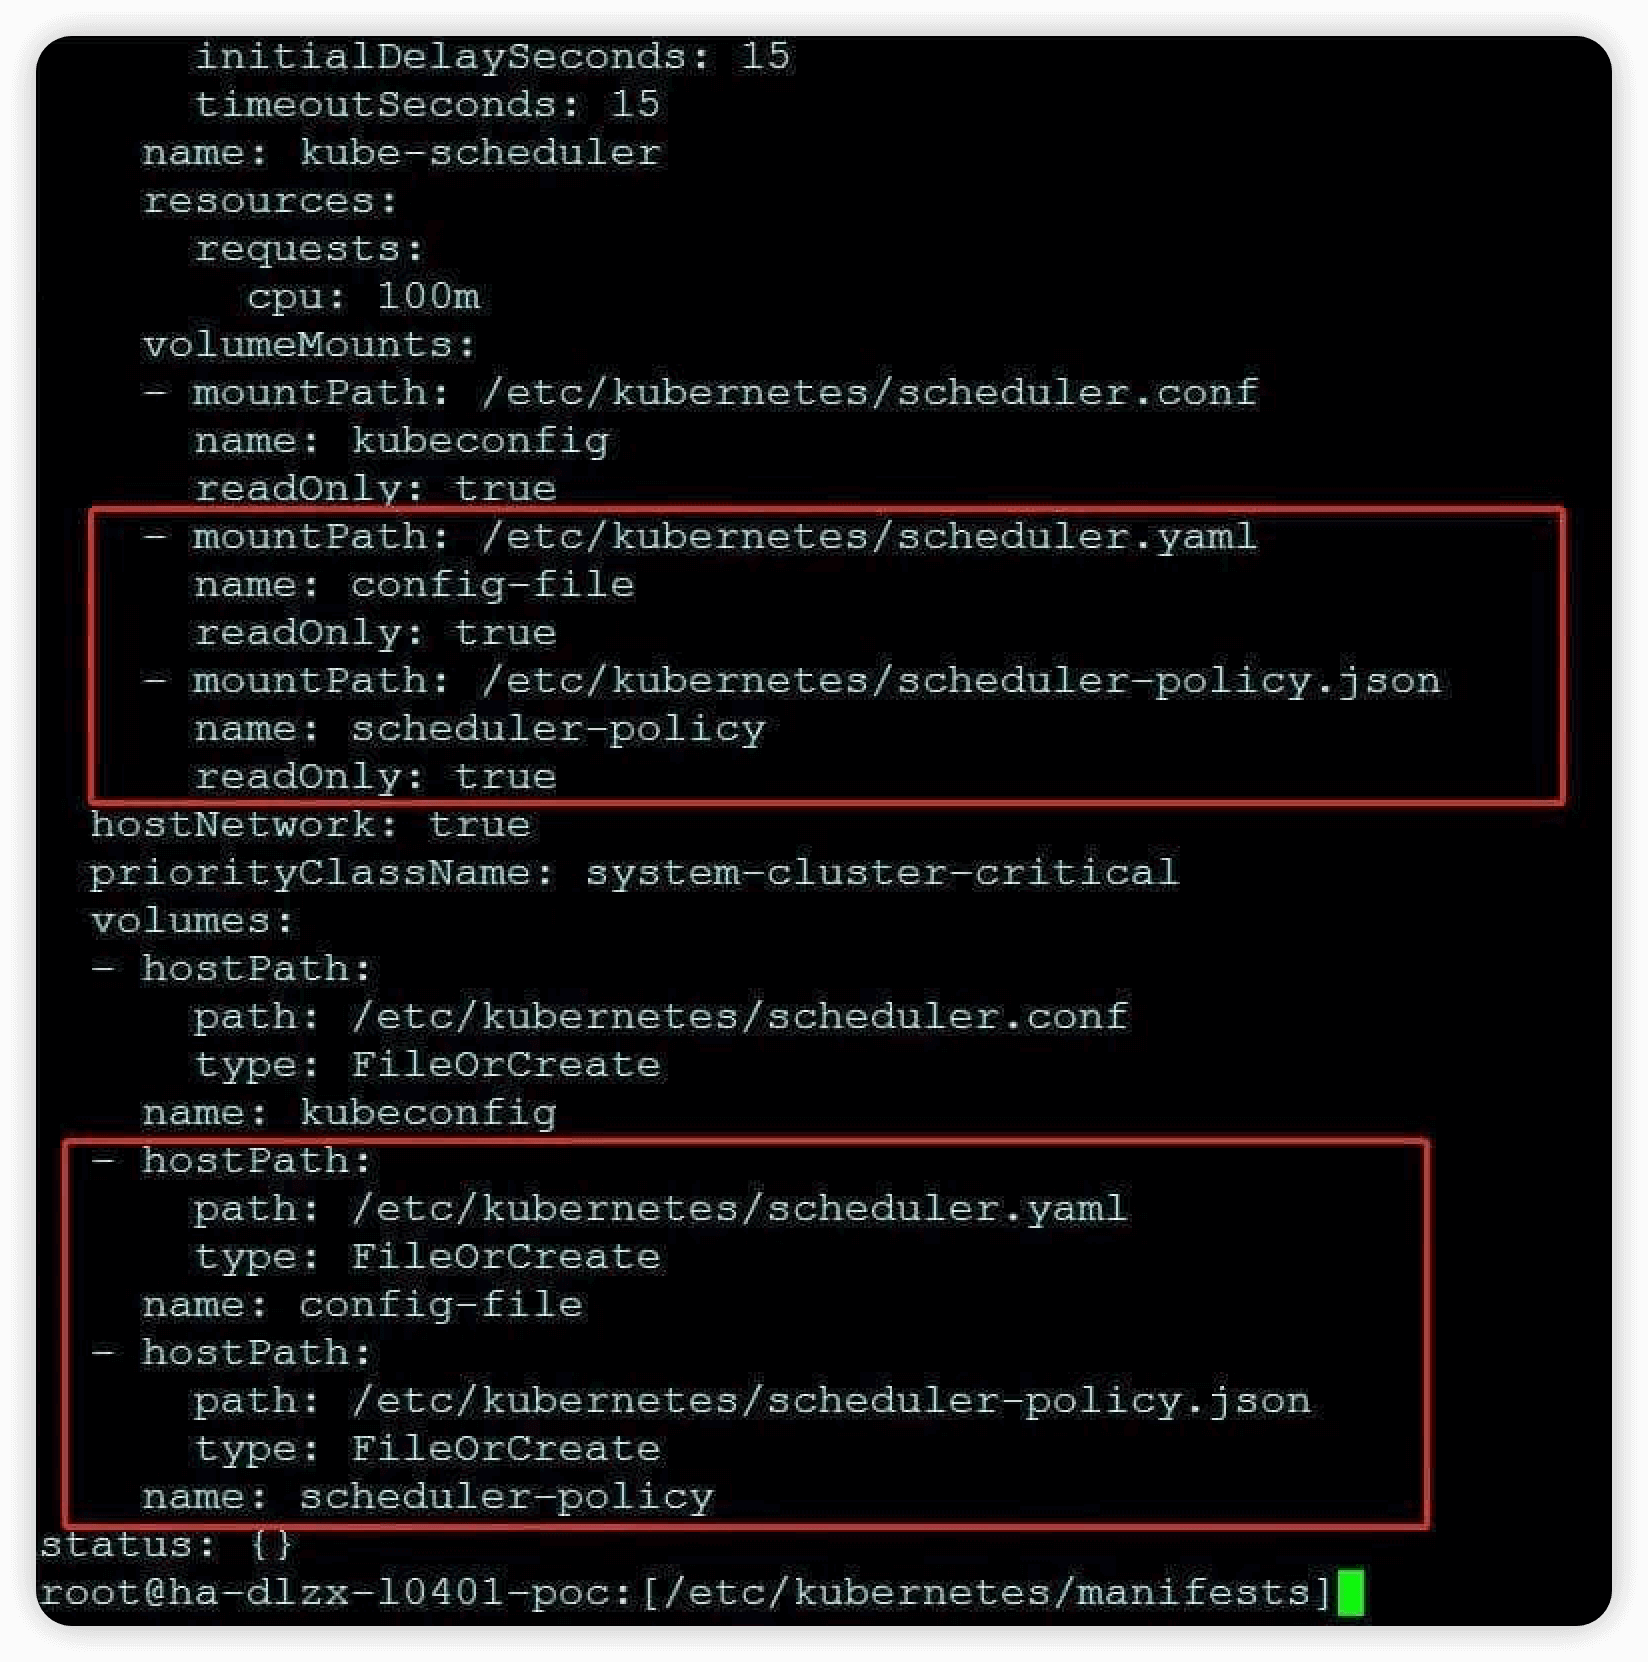 initialDelaySeconds: 15
timeoutSeconds: 15
name: kube-scheduler
resources:
requests:
cpu: 100m
volumeMounts:
- mountPath: /etc/kubernetes/scheduler.conf
name: kubeconfig
readOnly: true
- mountPath: /etc/kubernetes/scheduler.yaml
name: config-file
readOnly: true
- mountPath: /etc/kubernetes/scheduler-policy.json
name: scheduler-policy
readOnly: true
hostNetwork: true
priorityClassName: system-cluster-critical
volumes:
- hostPath:
path: /etc/kubernetes/scheduler.conf
type: FileOrCreate
name: kubeconfig
- hostPath:
path: /etc/kubernetes/scheduler.yaml
type: FileOrCreate
name: config-file
- hostPath:
path: /etc/kubernetes/scheduler-policy.json
type: FileOrCreate
name: scheduler-policy
status: {}
root@ha-dlzx-l0401-poc:[/etc/kubernetes/manifests]